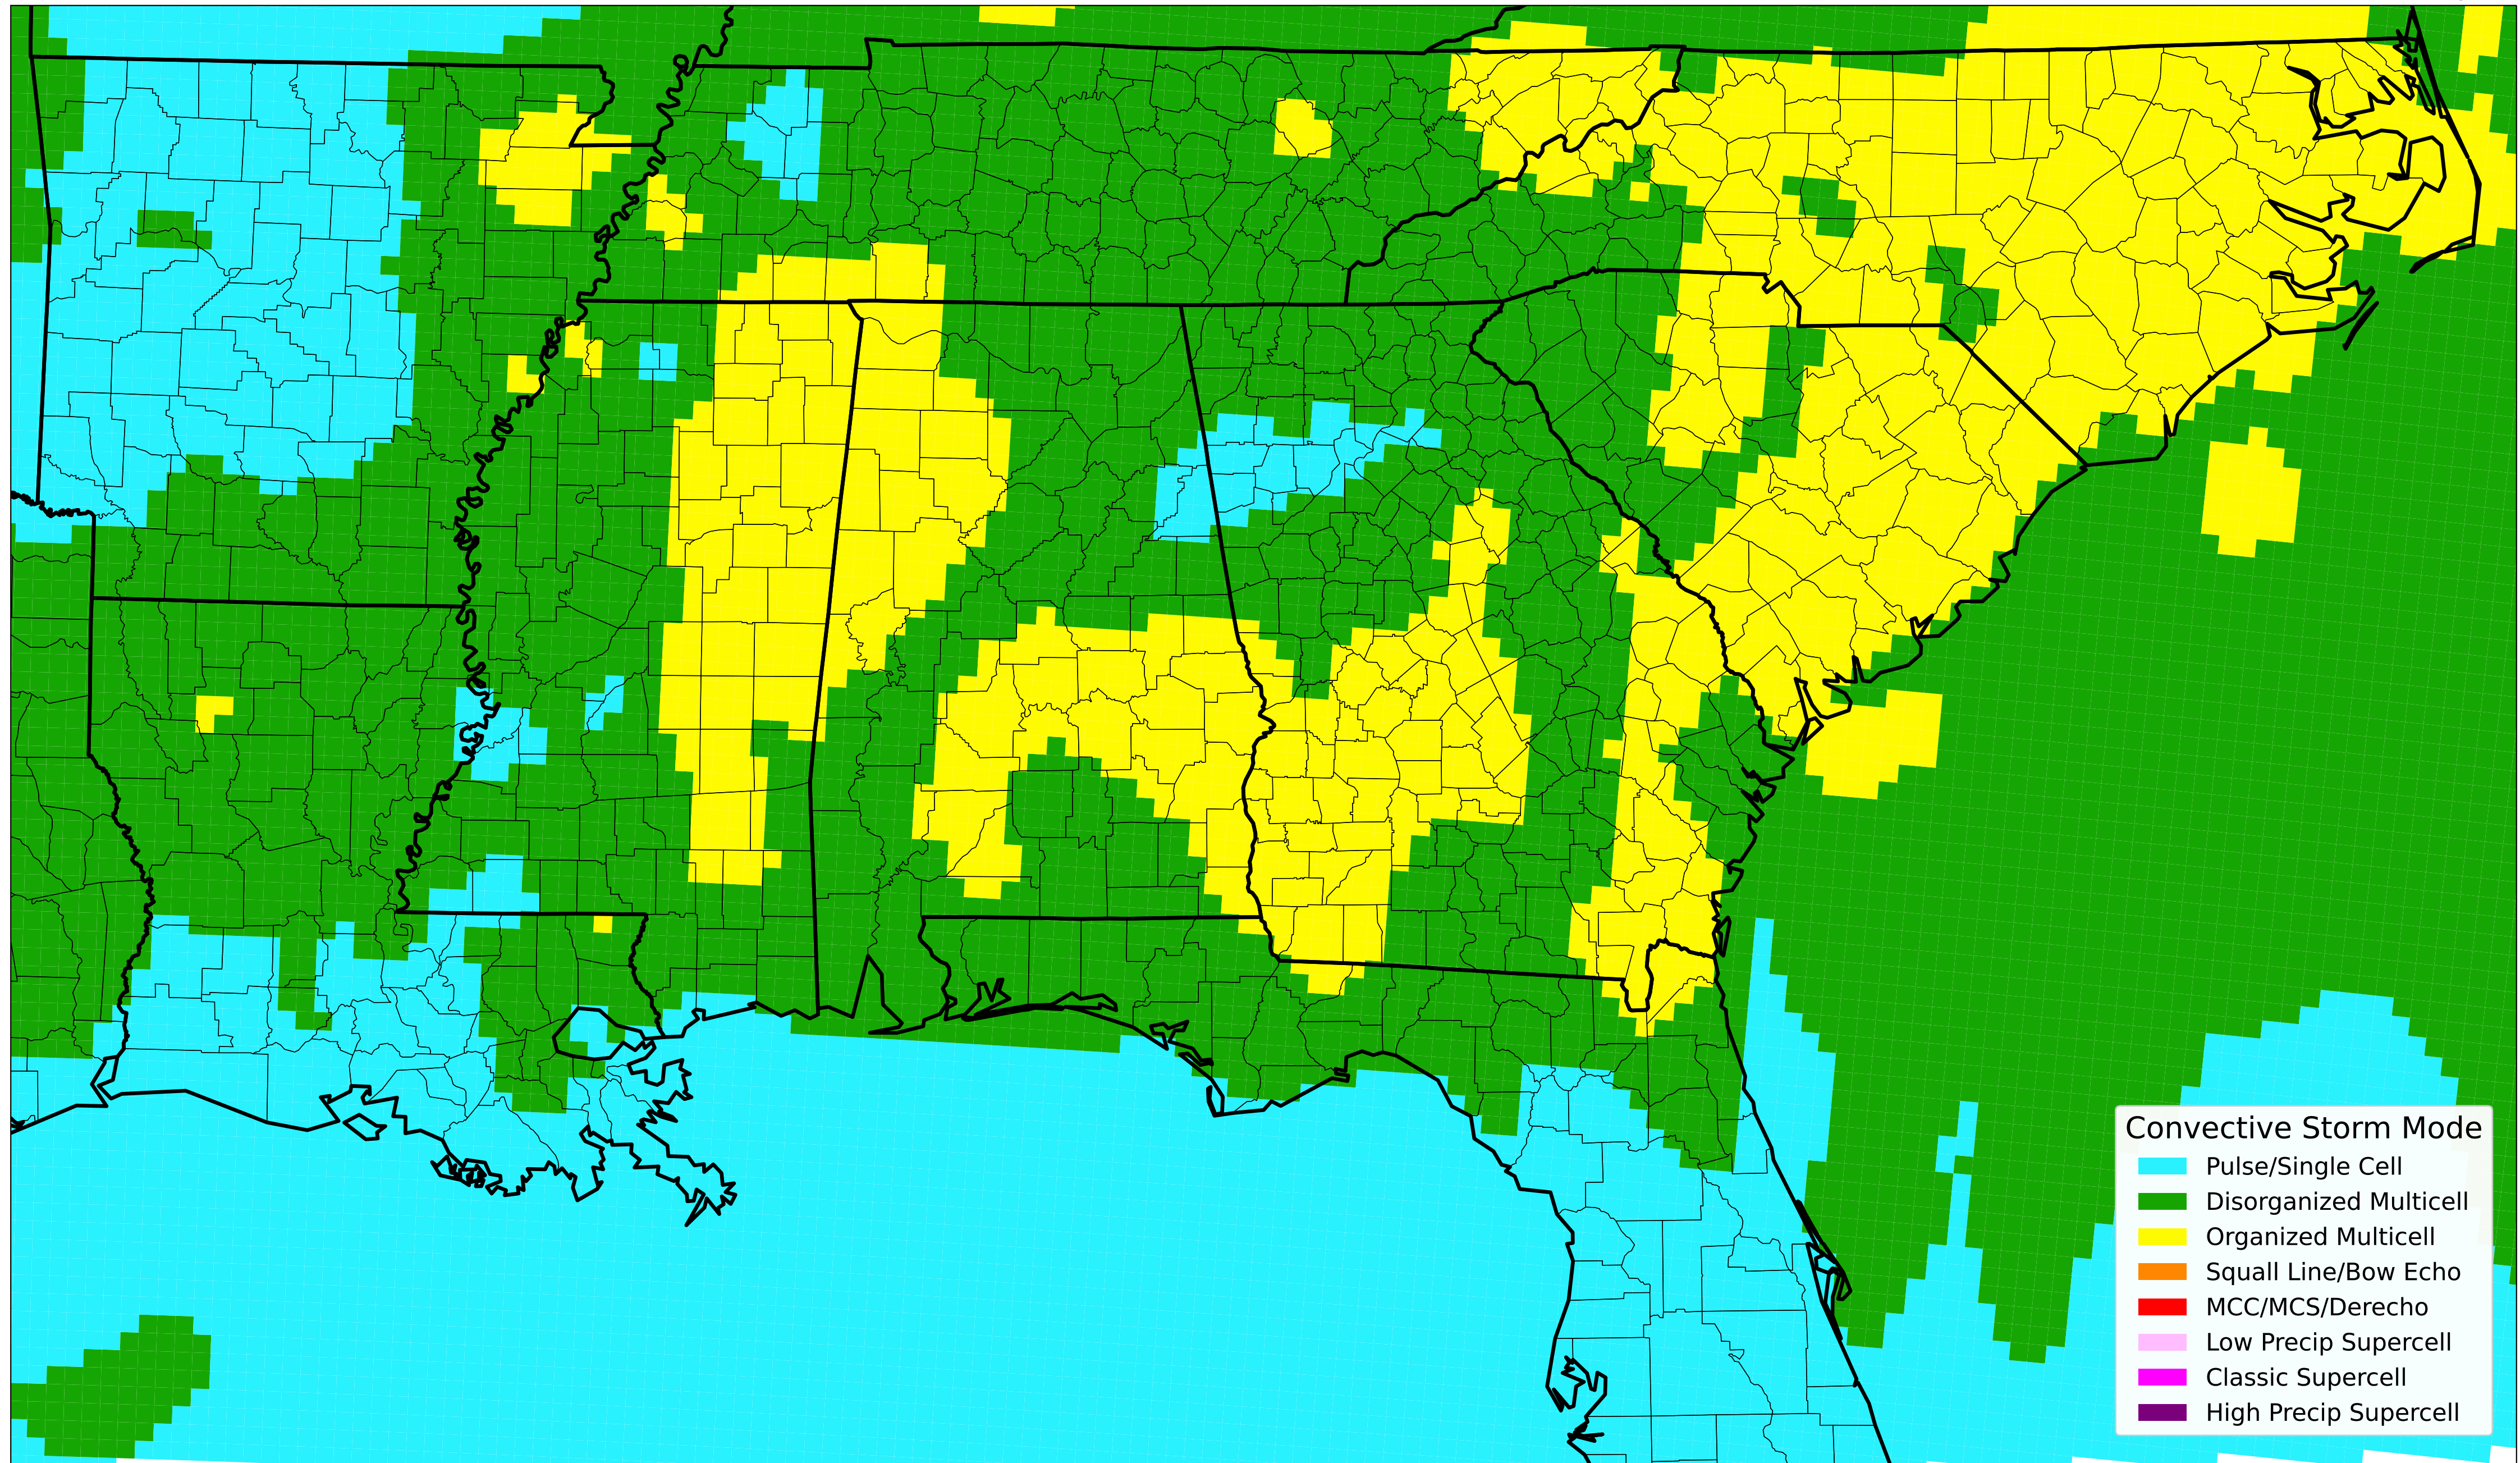 Convective Storm Mode
Pulse/Single Cell
Disorganized Multicell
Organized Multicell
Squall Line/Bow Echo
MCC/MCS/Derecho
Low Precip Supercell
Classic Supercell
High Precip Supercell